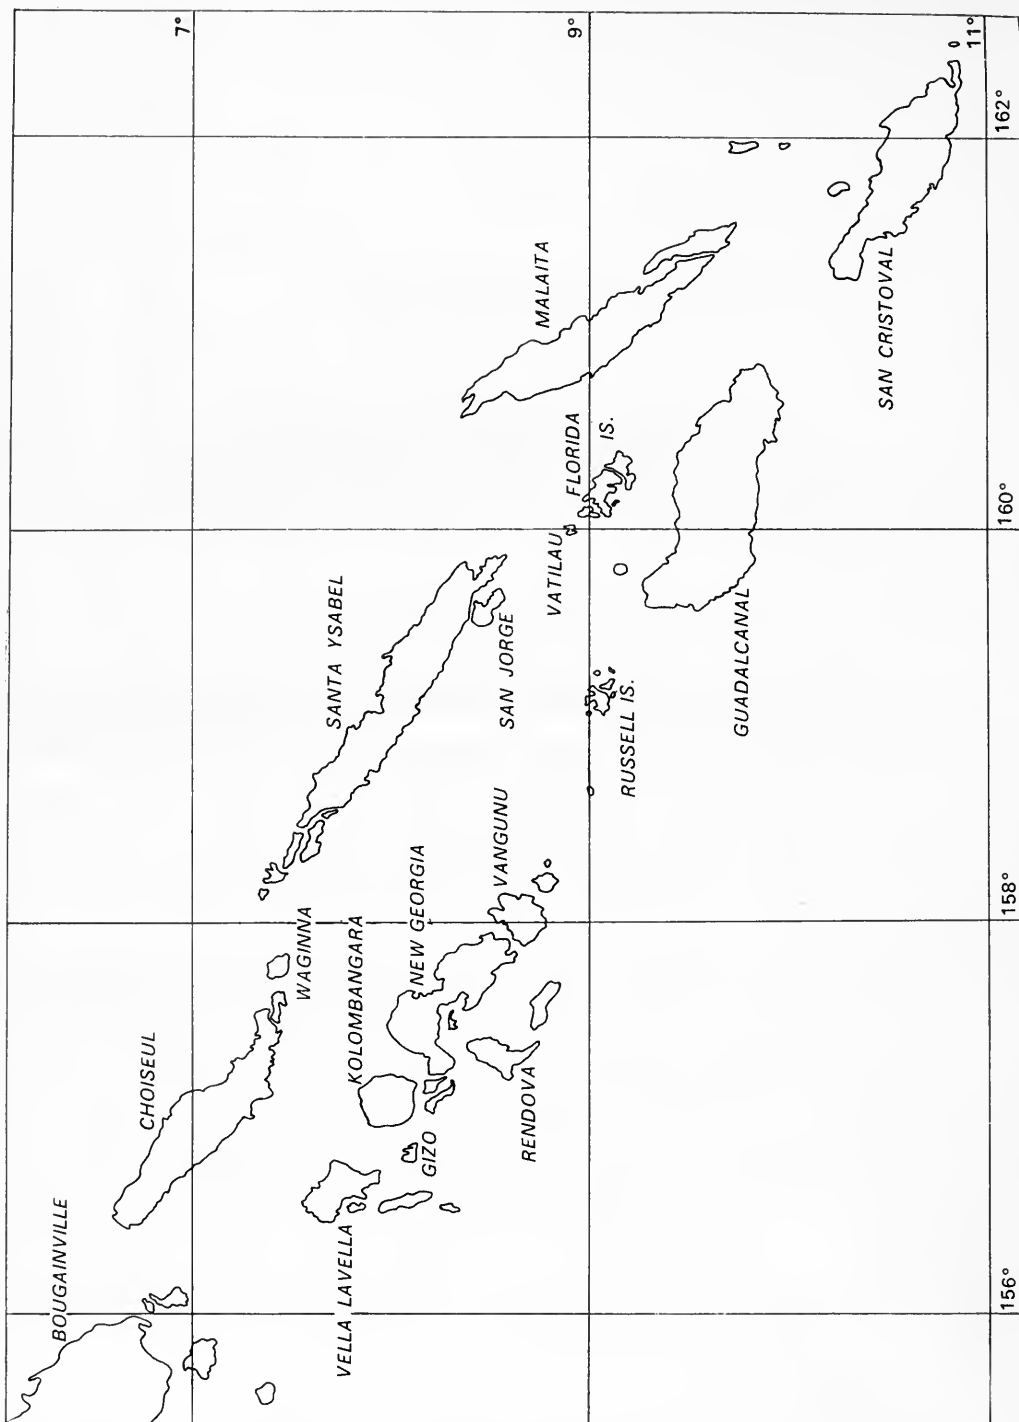 BOUGAINVILLE
CHOISEUL
WAGINNA
SANTA YSABEL
7°
VELLA LAVELLA
GIZO
KOLOMBANGARA
NEW GEORGIA
VANGUNU
RENDOVA
SAN JORGE
MALAITA
VATILAU
FLORIDA
IS.
9°
RUSSELL IS.
GUADALCANAL
SAN CRISTOVAL
11°
156°
158°
160°
162°